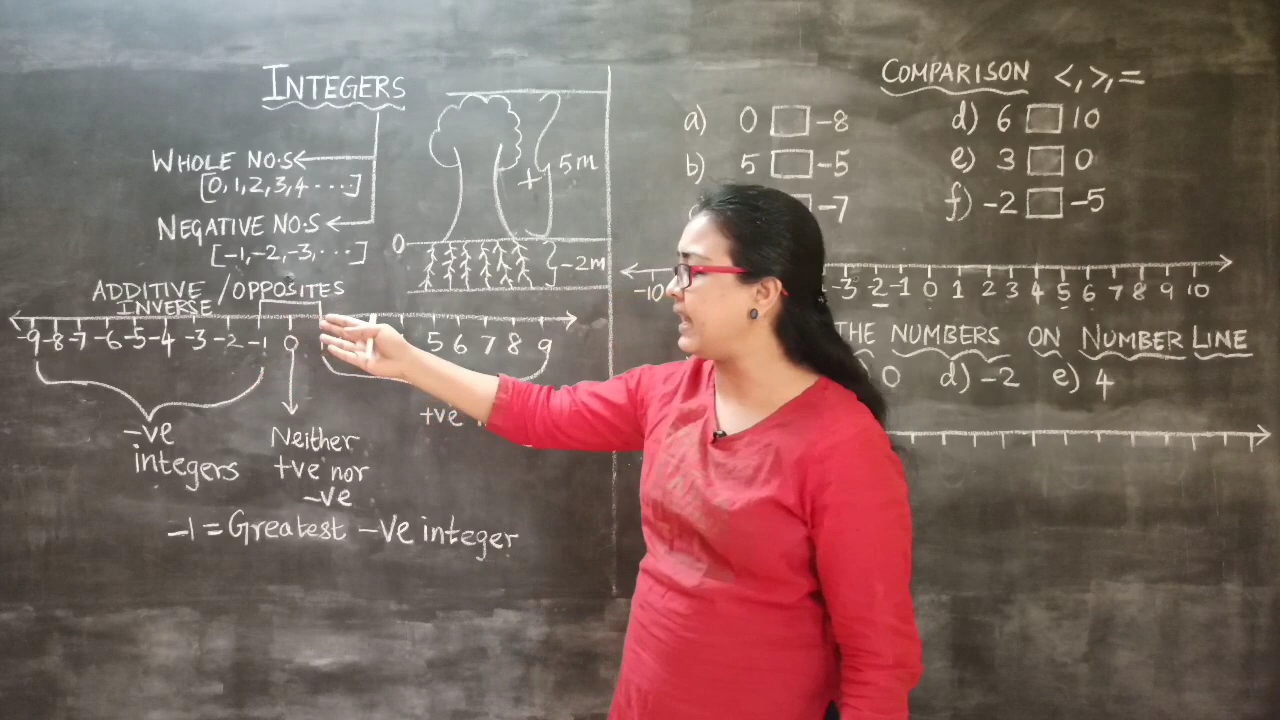 INTEGERS
WHOLE NO.S
[0, 1, 2, 3, 4 ....]
NEGATIVE NO.S
[-1, -2, -3, ....]
+5m
0
-2m
ADDITIVE / OPPOSITES
INVERSE
-9 -8 -7 -6 -5 -4 -3 -2 -1 0 5 6 7 8 9
-ve
integers
Neither
+ve nor
-ve
+ve
-1 = Greatest -ve integer
COMPARISON <, >, =
a) 0 □ -8
b) 5 □ -5
-7
d) 6 □ 10
e) 3 □ 0
f) -2 □ -5
-10 -3 -2 -1 0 1 2 3 4 5 6 7 8 9 10
THE NUMBERS ON NUMBER LINE
0 d) -2 e) 4